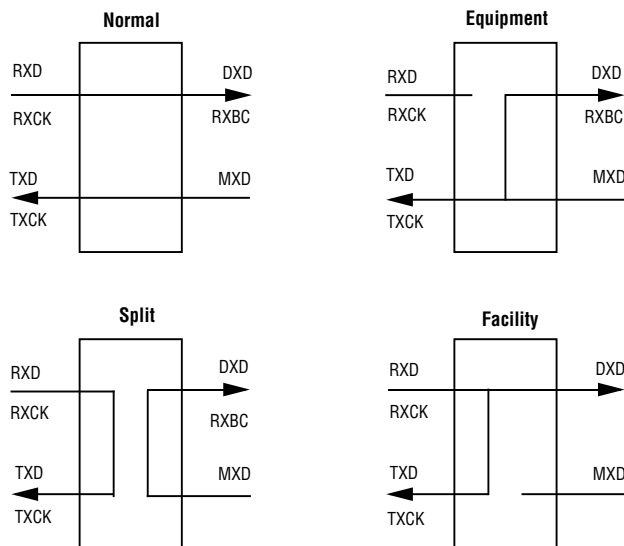 Normal
RXD
DXD
RXCK
RXBC
TXD
MXD
TXCK
Equipment
RXD
DXD
RXCK
RXBC
TXD
MXD
TXCK
Split
RXD
DXD
RXCK
RXBC
TXD
MXD
TXCK
Facility
RXD
DXD
RXCK
TXD
MXD
TXCK